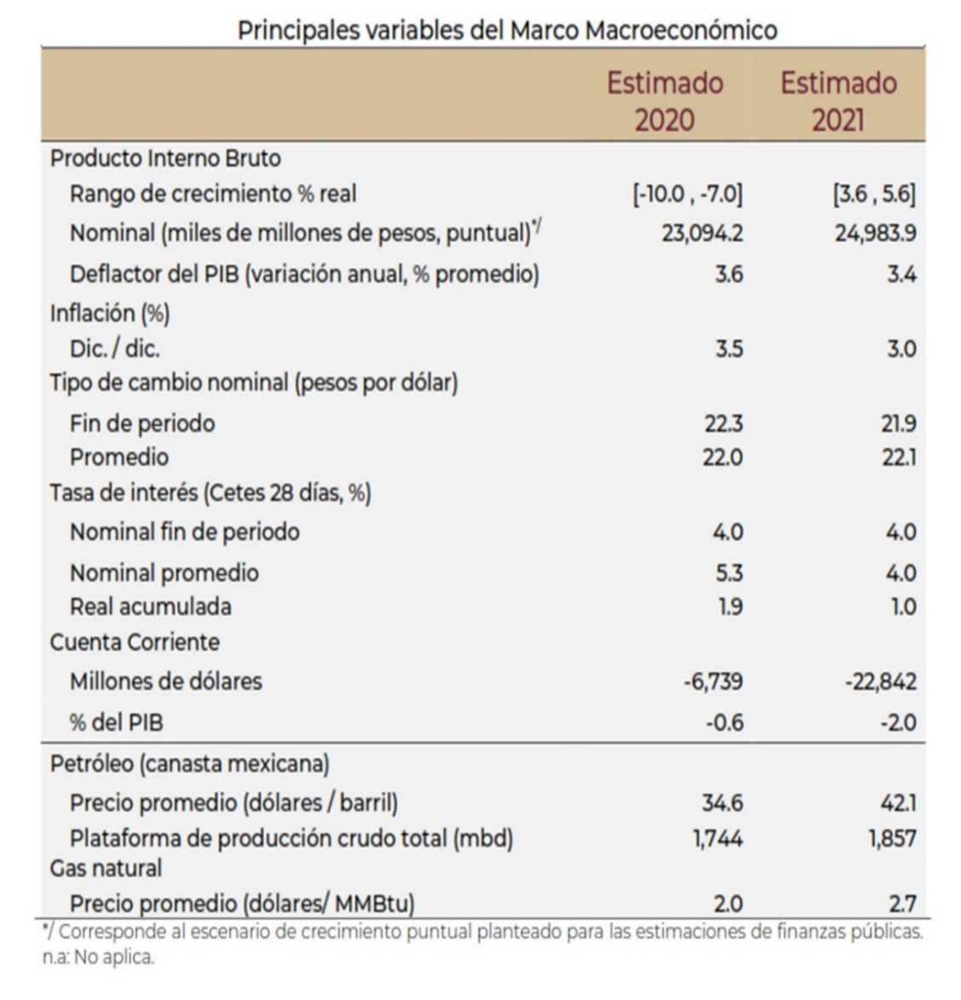 Principales variables del Marco Macroeconómico
Estimado 2020 Estimado 2021
Producto Interno Bruto
Rango de crecimiento % real [-10.0 , -7.0] [3.6 , 5.6]
Nominal (miles de millones de pesos, puntual)*/ 23,094.2 24,983.9
Deflactor del PIB (variación anual, % promedio) 3.6 3.4
Inflación (%)
Dic. / dic. 3.5 3.0
Tipo de cambio nominal (pesos por dólar)
Fin de periodo 22.3 21.9
Promedio 22.0 22.1
Tasa de interés (Cetes 28 días, %)
Nominal fin de periodo 4.0 4.0
Nominal promedio 5.3 4.0
Real acumulada 1.9 1.0
Cuenta Corriente
Millones de dólares -6,739 -22,842
% del PIB -0.6 -2.0
Petróleo (canasta mexicana)
Precio promedio (dólares / barril) 34.6 42.1
Plataforma de producción crudo total (mbd) 1,744 1,857
Gas natural
Precio promedio (dólares/ MMBtu) 2.0 2.7
*/ Corresponde al escenario de crecimiento puntual planteado para las estimaciones de finanzas públicas.
n.a: No aplica.